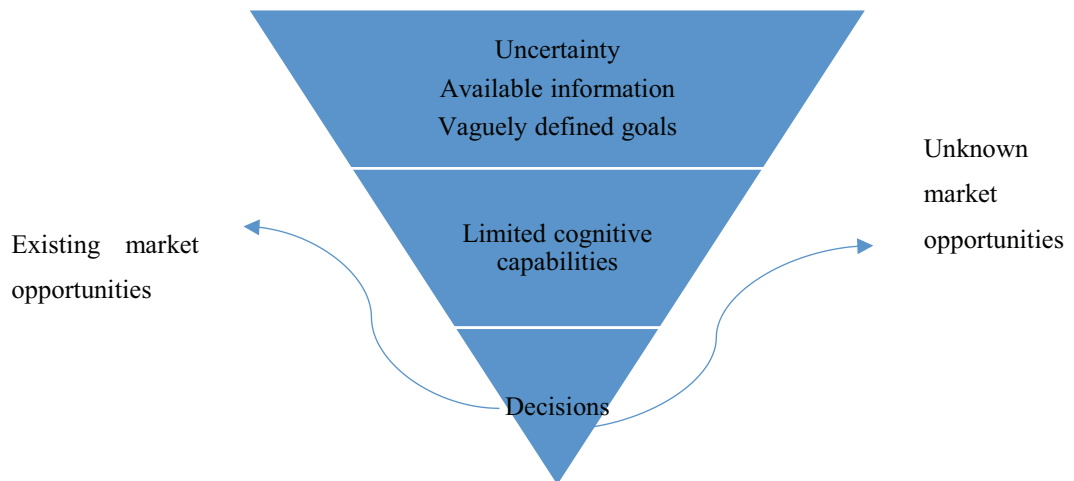 Uncertainty
Available information
Vaguely defined goals
Limited cognitive
capabilities
Decisions
Existing market
opportunities
Unknown
market
opportunities